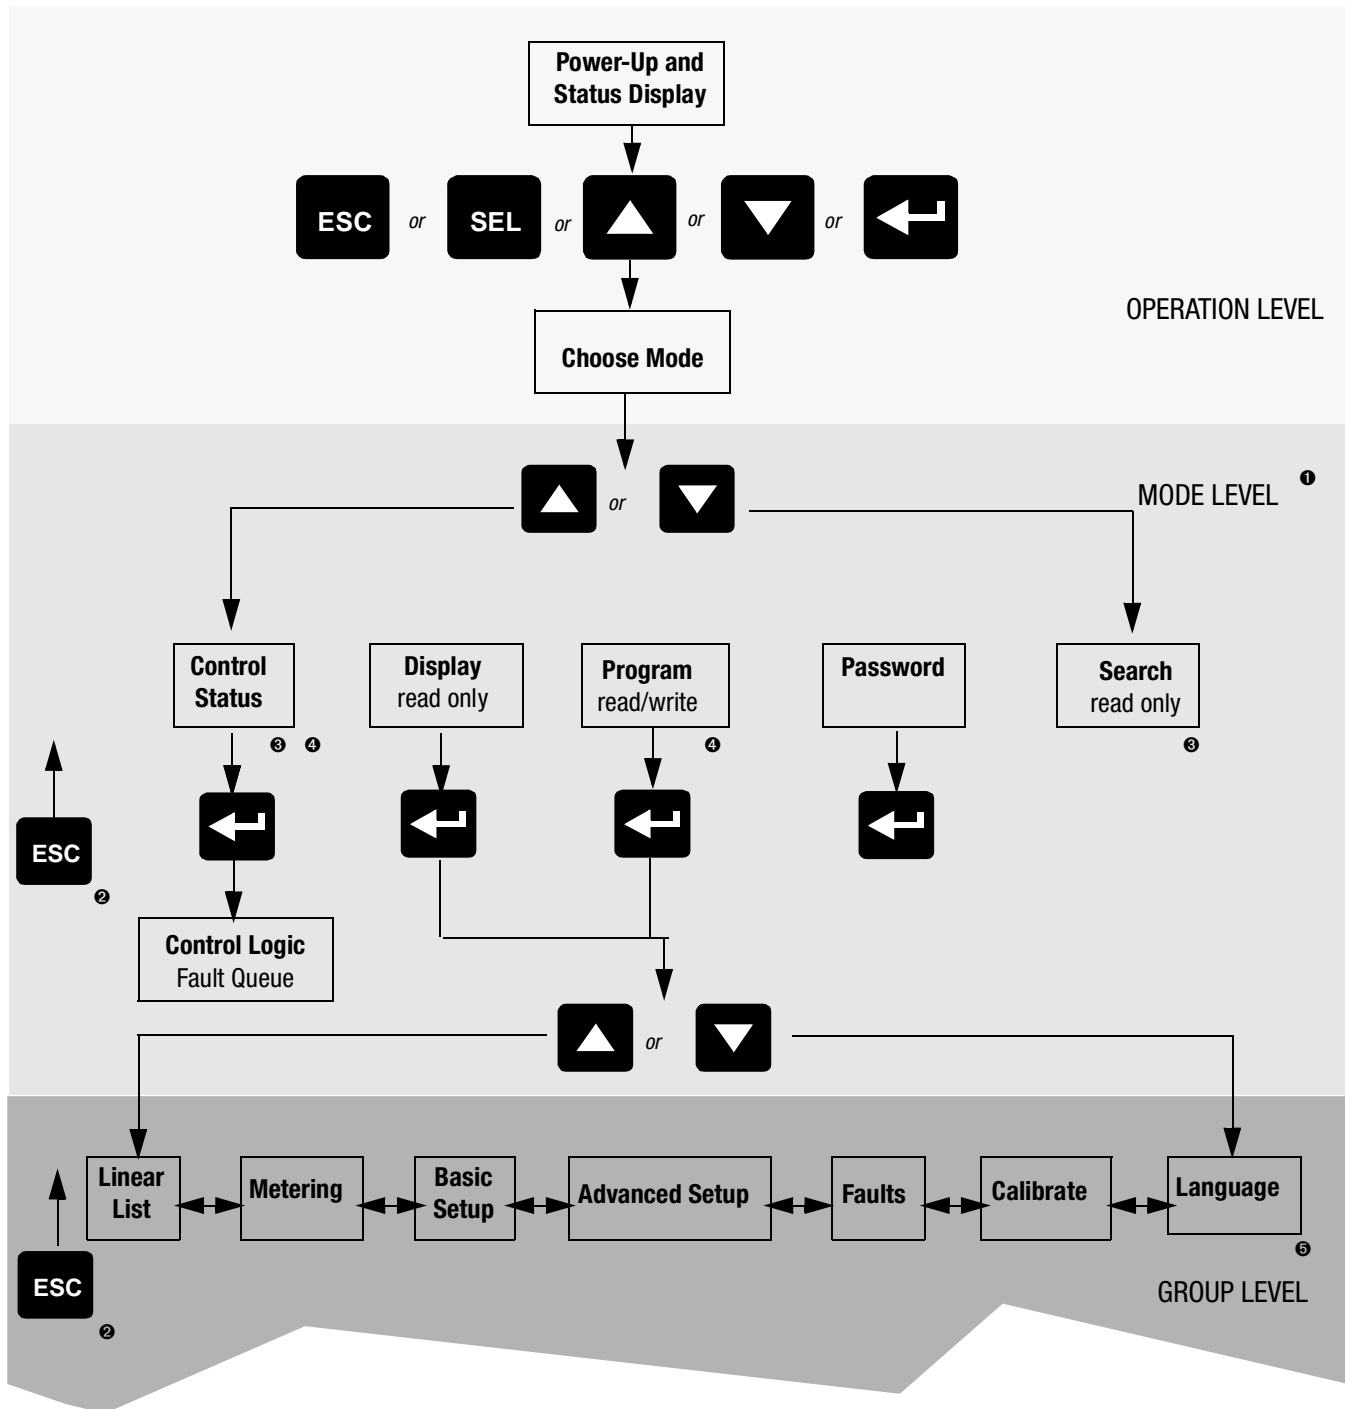 Power-Up and
Status Display
ESC or SEL or or or
OPERATION LEVEL
Choose Mode
or
MODE LEVEL ❶
Control
Status
❸ ❹
Display
read only
Program
read/write
❹
Password
Search
read only
❸
ESC
❷
Control Logic
Fault Queue
or
Linear
List
Metering
Basic
Setup
Advanced Setup
Faults
Calibrate
Language
❺
ESC
❷
GROUP LEVEL